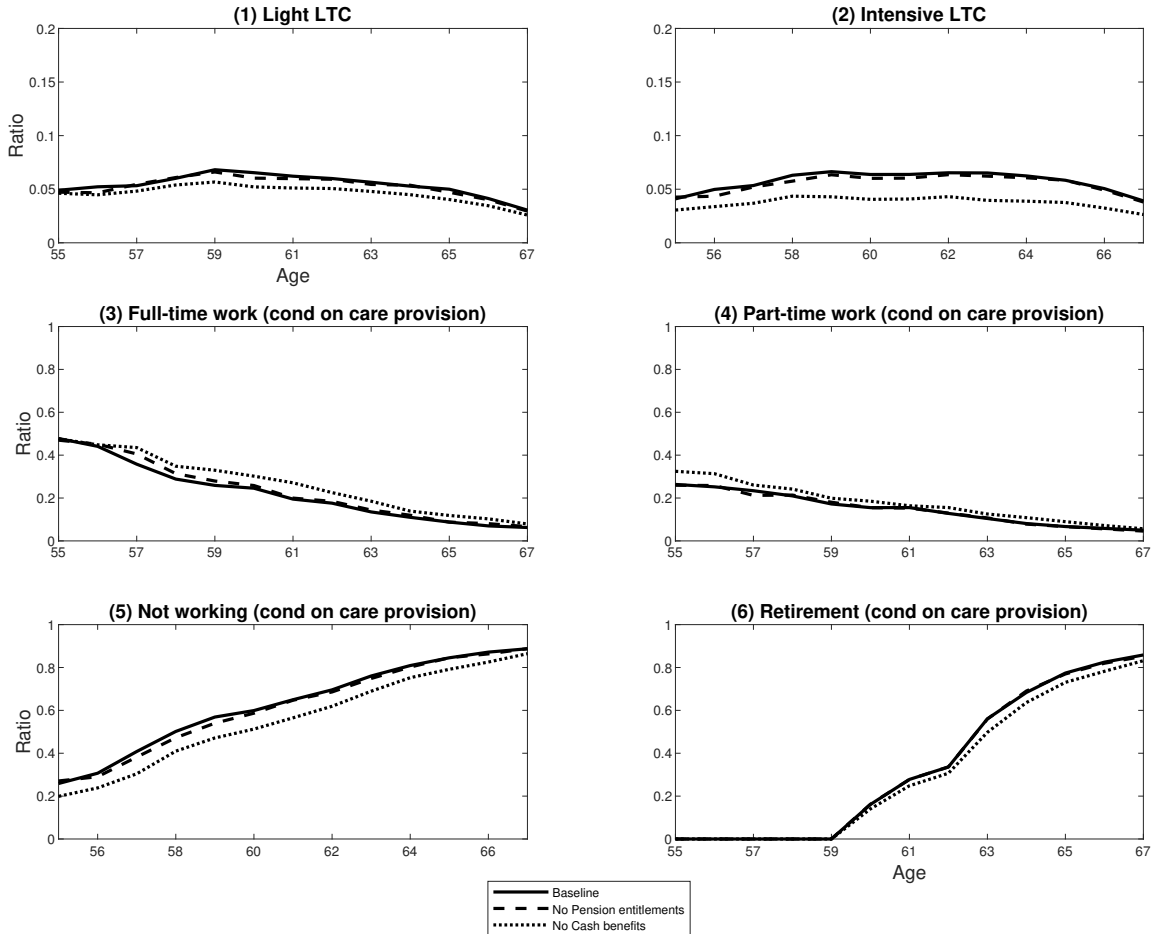 (1) Light LTC
0.2
0.15
0.1
0.05
0
Ratio
55 57 59 61 63 65 67
Age
(2) Intensive LTC
0.2
0.15
0.1
0.05
0
56 58 60 62 64 66
(3) Full-time work (cond on care provision)
1
0.8
0.6
0.4
0.2
0
Ratio
55 57 59 61 63 65 67
(4) Part-time work (cond on care provision)
1
0.8
0.6
0.4
0.2
0
55 57 59 61 63 65 67
(5) Not working (cond on care provision)
1
0.8
0.6
0.4
0.2
0
Ratio
56 58 60 62 64 66
(6) Retirement (cond on care provision)
1
0.8
0.6
0.4
0.2
0
55 57 59 61 63 65 67
Age
Baseline
No Pension entitlements
No Cash benefits